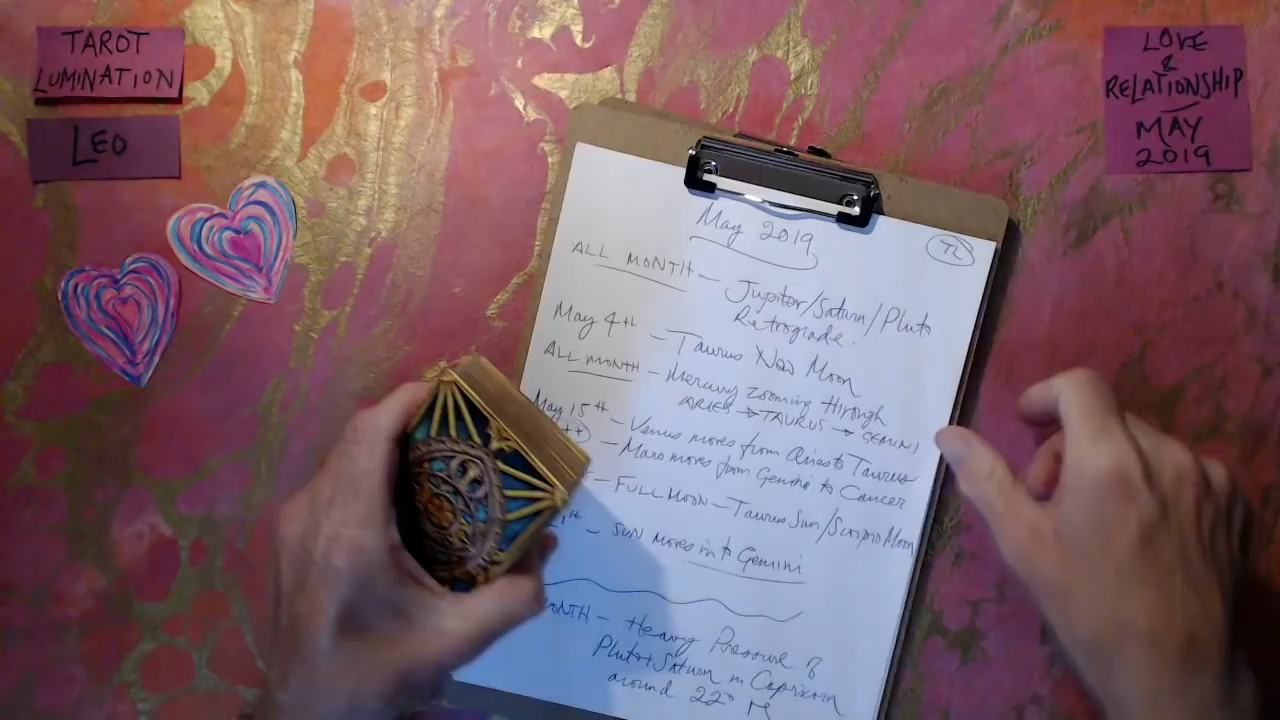 TAROT
LUMINATION
LEO
LOVE
&
RELATIONSHIP
MAY
2019
May 2019
TL
ALL MONTH — Jupiter/Saturn/Pluto
Retrograde.
May 4th — Taurus New Moon
ALL MONTH — Mercury zooming through
ARIES → TAURUS → GEMINI
May 15th — Venus moves from Aries to Taurus
++ — Mars moves from Gemini to Cancer
— FULL MOON — Taurus Sun/Scorpio Moon
— SUN moves into Gemini
MONTH — Heavy Pressure of
Pluto + Saturn in Capricorn
around 22°